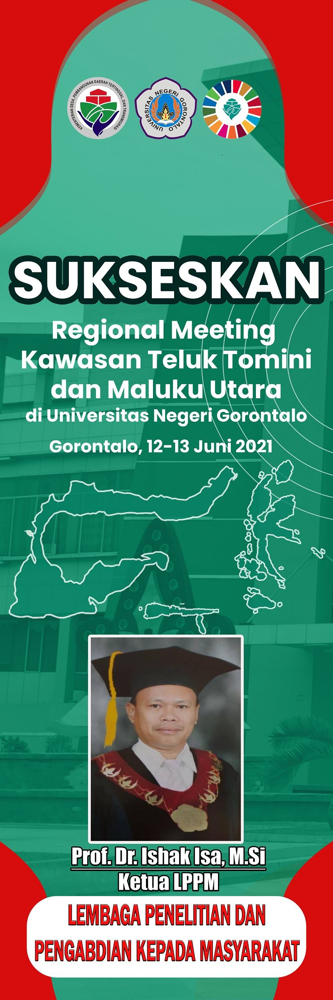 KEMENTERIAN DESA, PEMBANGUNAN DAERAH TERTINGGAL, DAN TRANSMIGRASI
UNIVERSITAS NEGERI GORONTALO
SUKSESKAN
Regional Meeting
Kawasan Teluk Tomini
dan Maluku Utara
di Universitas Negeri Gorontalo
Gorontalo, 12-13 Juni 2021
Prof. Dr. Ishak Isa, M.Si
Ketua LPPM
LEMBAGA PENELITIAN DAN
PENGABDIAN KEPADA MASYARAKAT